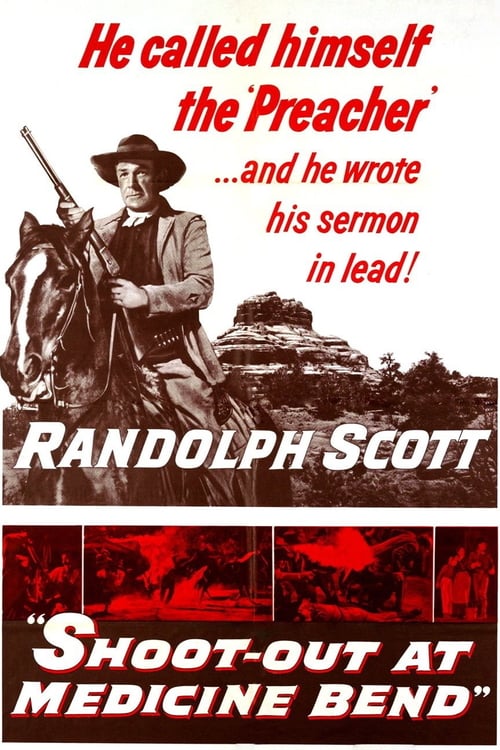 He called himself
the 'Preacher'
...and he wrote
his sermon
in lead!
RANDOLPH SCOTT
"SHOOT-OUT AT
MEDICINE BEND"